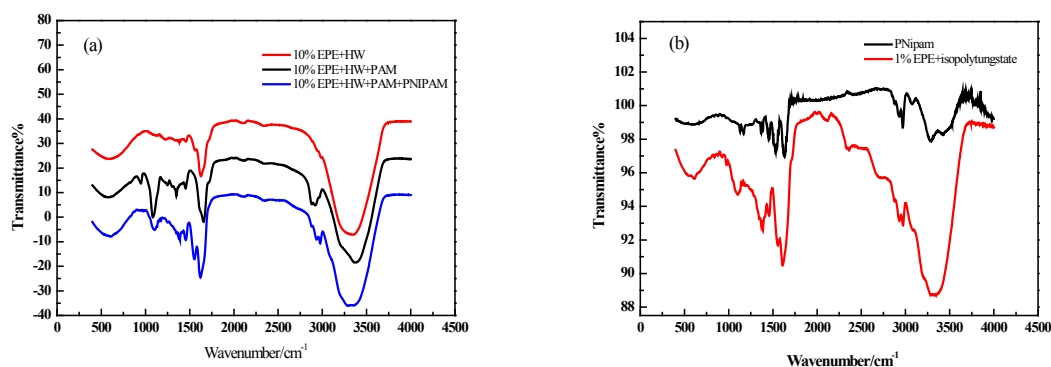 (a)
10% EPE+HW
10% EPE+HW+PAM
10% EPE+HW+PAM+PNIPAM
Transmittance%
80
70
60
50
40
30
20
10
0
-10
-20
-30
-40
0 500 1000 1500 2000 2500 3000 3500 4000 4500
Wavenumber/cm-1
(b)
PNipam
1% EPE+isopolytungstate
Transmittance%
104
102
100
98
96
94
92
90
88
0 500 1000 1500 2000 2500 3000 3500 4000 4500
Wavenumber/cm-1